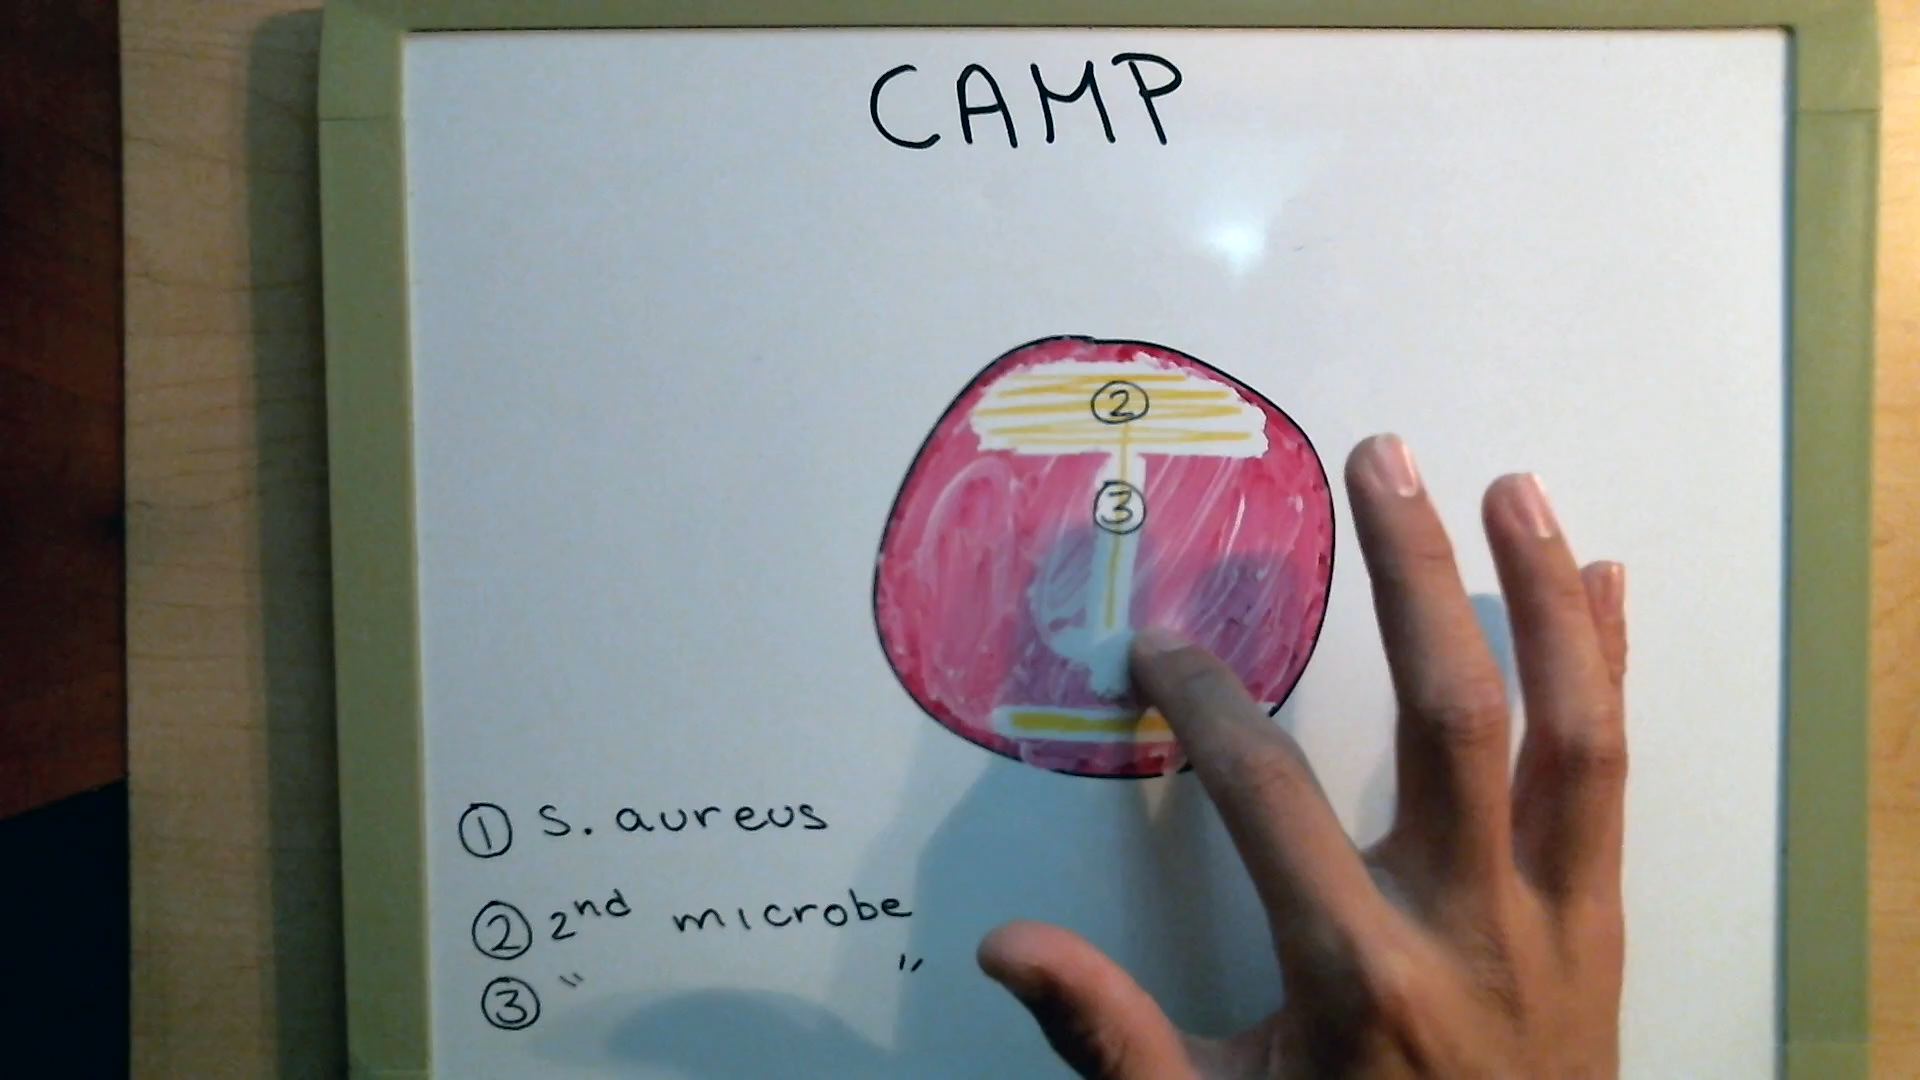 CAMP
②
③
① S. aureus
② 2nd microbe
③ " "